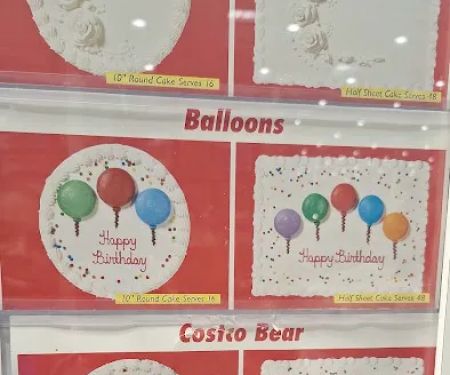 10" Round Cake Serves 16
Half Sheet Cake Serves 48
Balloons
Happy
Birthday
Happy Birthday
10" Round Cake Serves 16
Half Sheet Cake Serves 48
Costco Bear